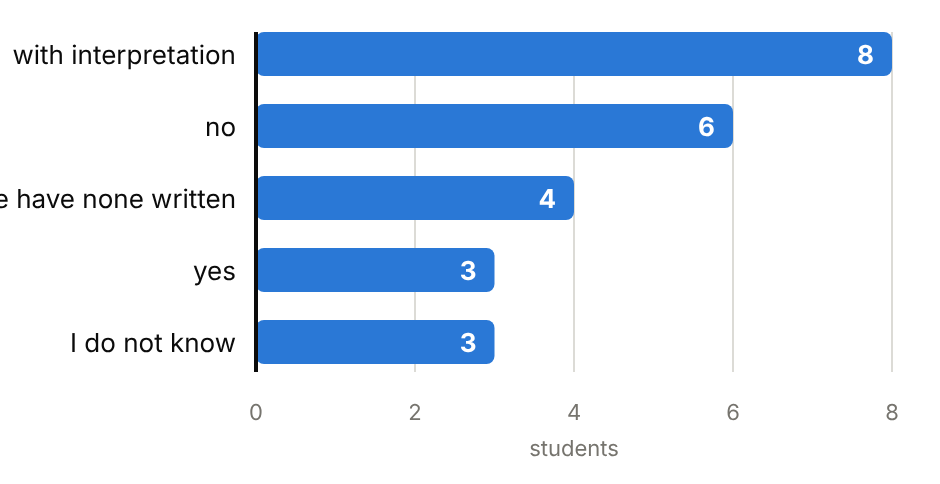 with interpretation
8
no
6
have none written
4
yes
3
I do not know
3
0 2 4 6 8
students